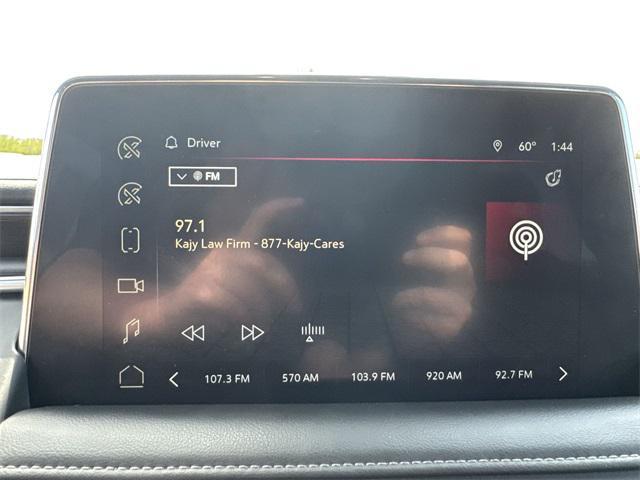 Driver
60° 1:44
FM
97.1
Kajy Law Firm - 877-Kajy-Cares
107.3 FM 570 AM 103.9 FM 920 AM 92.7 FM